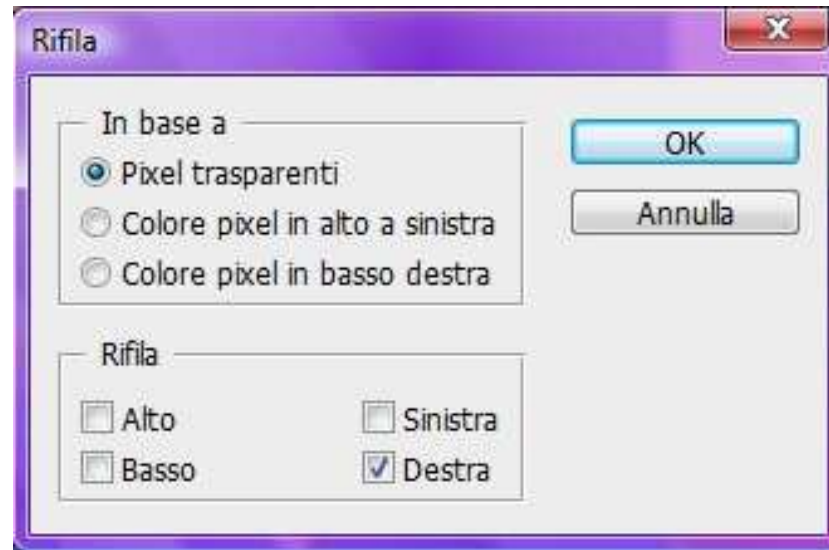 Rifila
In base a
Pixel trasparenti
Colore pixel in alto a sinistra
Colore pixel in basso destra
OK
Annulla
Rifila
Alto
Sinistra
Basso
Destra